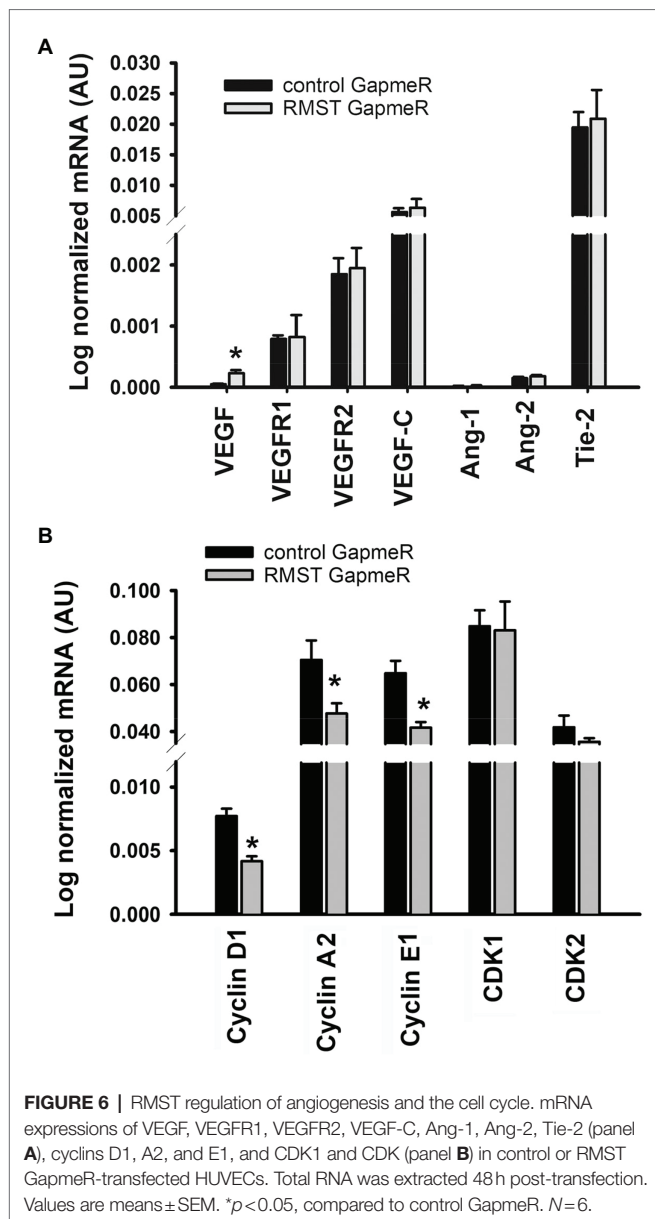 A
Log normalized mRNA (AU)
0.030
0.025
0.020
0.015
0.010
0.005
0.002
0.001
0.000
control GapmeR
RMST GapmeR
*
VEGF
VEGFR1
VEGFR2
VEGF-C
Ang-1
Ang-2
Tie-2
B
Log normalized mRNA (AU)
0.100
0.080
0.060
0.040
0.010
0.005
0.000
control GapmeR
RMST GapmeR
*
*
*
Cyclin D1
Cyclin A2
Cyclin E1
CDK1
CDK2
FIGURE 6 | RMST regulation of angiogenesis and the cell cycle. mRNA
expressions of VEGF, VEGFR1, VEGFR2, VEGF-C, Ang-1, Ang-2, Tie-2 (panel
A), cyclins D1, A2, and E1, and CDK1 and CDK (panel B) in control or RMST
GapmeR-transfected HUVECs. Total RNA was extracted 48 h post-transfection.
Values are means ± SEM. *p < 0.05, compared to control GapmeR. N = 6.